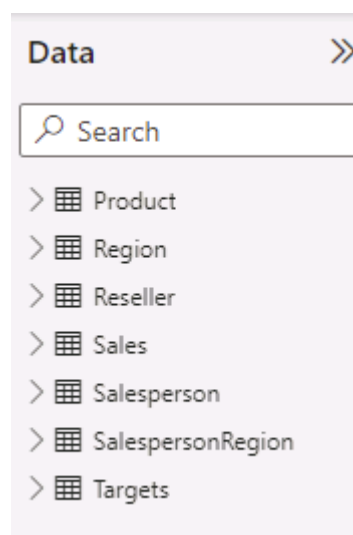 Data
Search
Product
Region
Reseller
Sales
Salesperson
SalespersonRegion
Targets